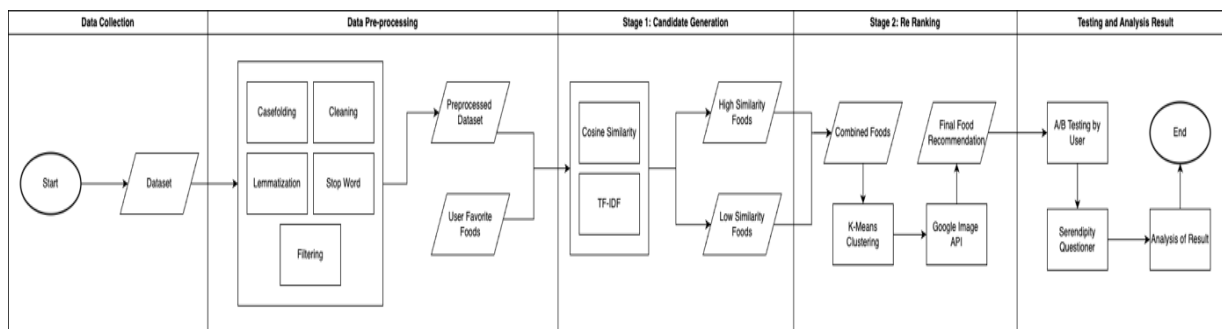 Data Collection
Data Pre-processing
Stage 1: Candidate Generation
Stage 2: Re Ranking
Testing and Analysis Result
Start
Dataset
Casefolding
Cleaning
Lemmatization
Stop Word
Filtering
Preprocessed
Dataset
User Favorite
Foods
Cosine Similarity
TF-IDF
High Similarity
Foods
Low Similarity
Foods
Combined Foods
K-Means
Clustering
Google Image
API
Final Food
Recommendation
A/B Testing by
User
Serendipity
Questioner
Analysis of Result
End